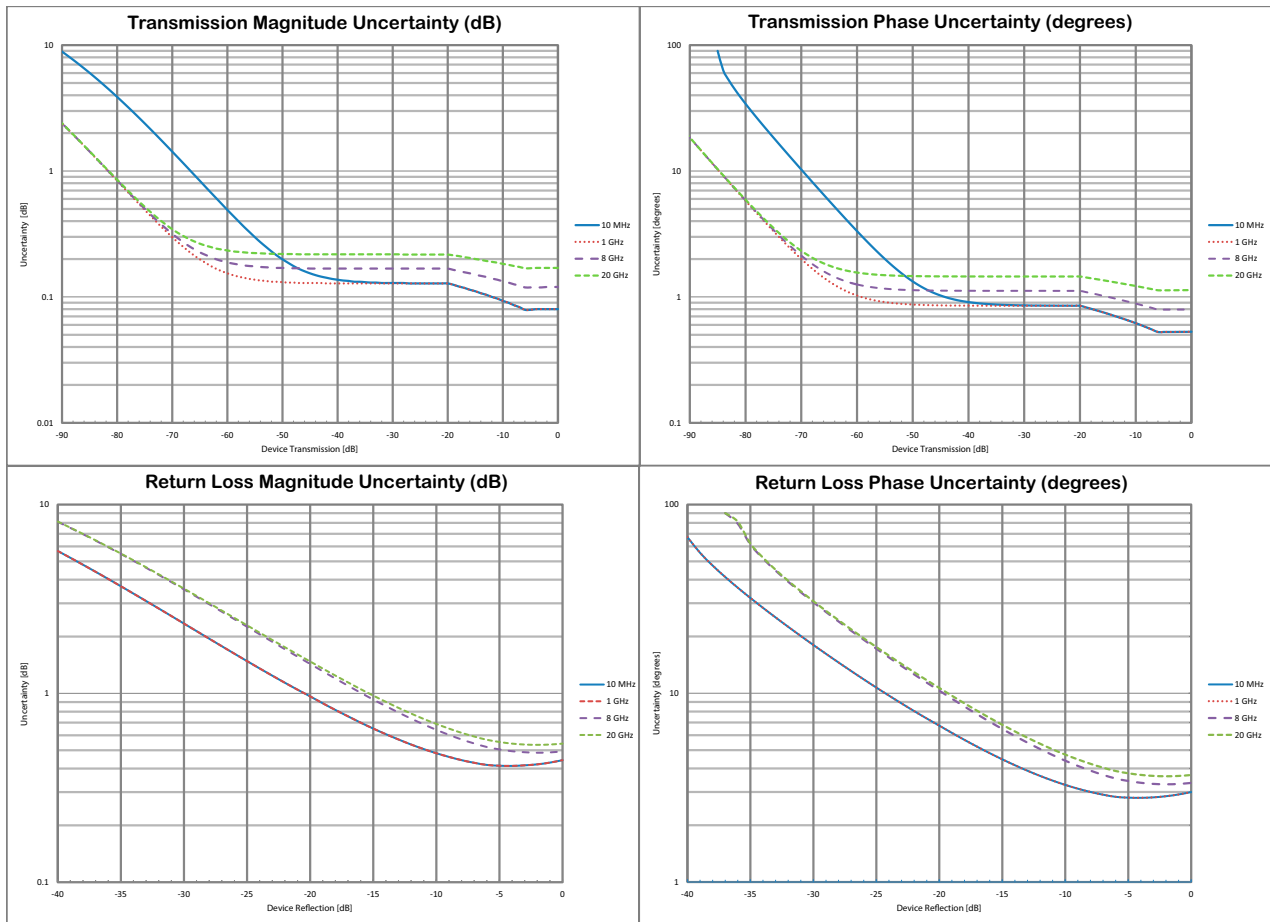 Transmission Magnitude Uncertainty (dB)
10
1
0.1
0.01
Uncertainty [dB]
-90 -80 -70 -60 -50 -40 -30 -20 -10 0
Device Transmission [dB]
10 MHz
1 GHz
8 GHz
20 GHz
Transmission Phase Uncertainty (degrees)
100
10
1
0.1
Uncertainty [degrees]
-90 -80 -70 -60 -50 -40 -30 -20 -10 0
Device Transmission [dB]
10 MHz
1 GHz
8 GHz
20 GHz
Return Loss Magnitude Uncertainty (dB)
10
1
0.1
Uncertainty [dB]
-40 -35 -30 -25 -20 -15 -10 -5 0
Device Reflection [dB]
10 MHz
1 GHz
8 GHz
20 GHz
Return Loss Phase Uncertainty (degrees)
100
10
1
Uncertainty [degrees]
-40 -35 -30 -25 -20 -15 -10 -5 0
Device Reflection [dB]
10 MHz
1 GHz
8 GHz
20 GHz